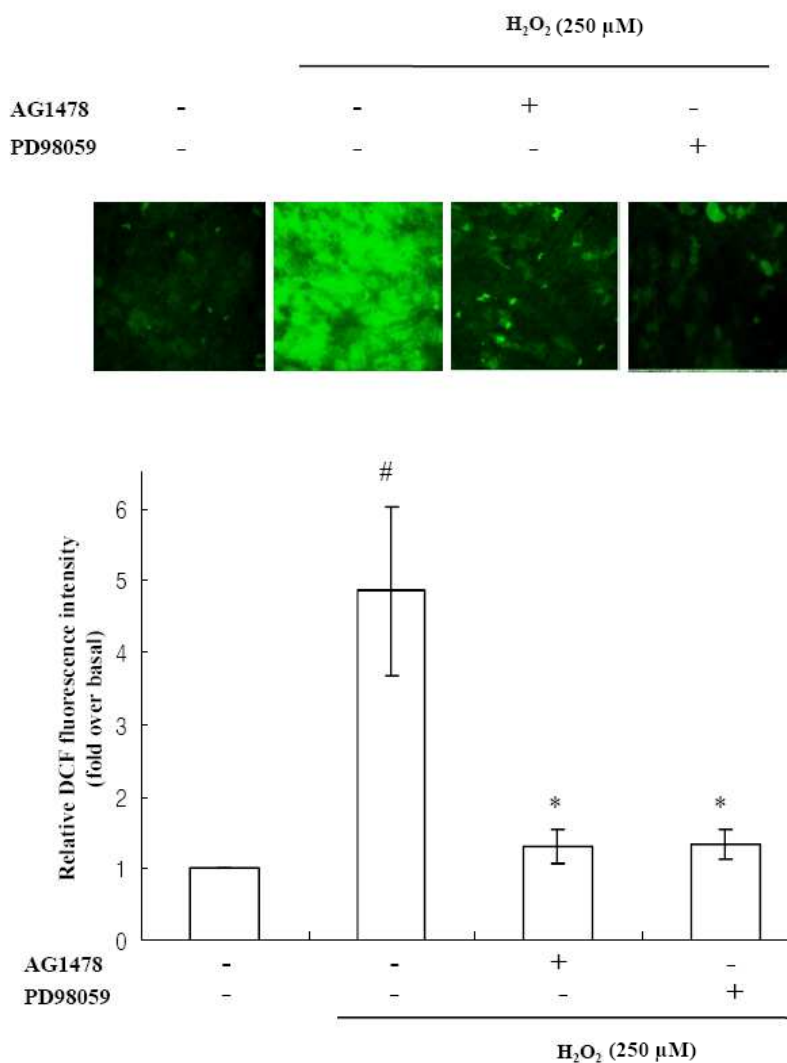 H₂O₂ (250 µM)
AG1478 - - + -
PD98059 - - - +
#
6
5
4
3
2
1
0
* *
Relative DCF fluorescence intensity
(fold over basal)
AG1478 - - + -
PD98059 - - - +
H₂O₂ (250 µM)